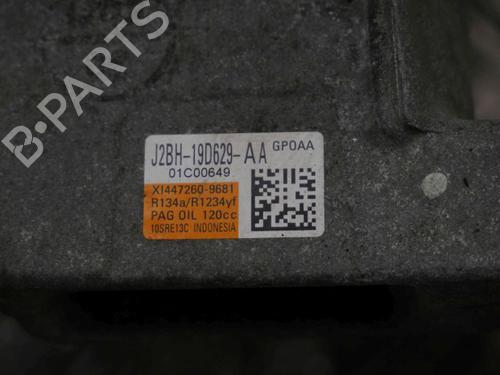 J2BH-19D629-AA GP0AA
01C00649
XI447260-9681
R134a/R1234yf
PAG OIL 120cc
10SRE13C INDONESIA
B-PARTS